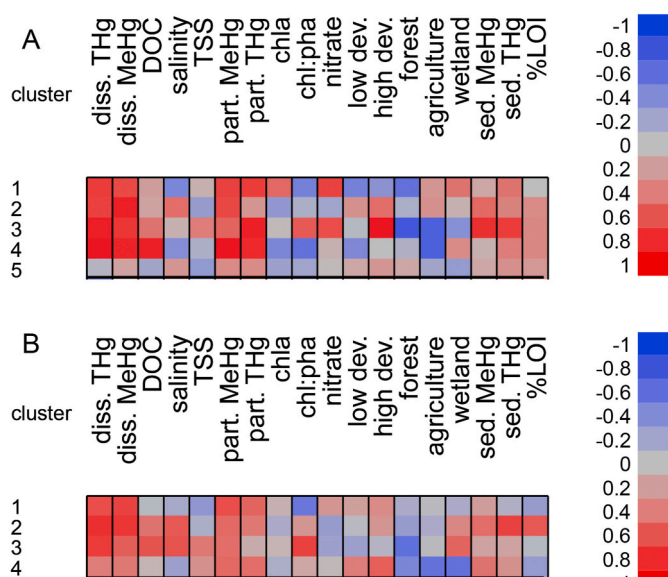 A
cluster
diss. THg
diss. MeHg
DOC
salinity
TSS
part. MeHg
part. THg
chla
chl:pha
nitrate
low dev.
high dev.
forest
agriculture
wetland
sed. MeHg
sed. THg
%LOI
1
2
3
4
5
-1
-0.8
-0.6
-0.4
-0.2
0
0.2
0.4
0.6
0.8
1
B
cluster
diss. THg
diss. MeHg
DOC
salinity
TSS
part. MeHg
part. THg
chla
chl:pha
nitrate
low dev.
high dev.
forest
agriculture
wetland
sed. MeHg
sed. THg
%LOI
1
2
3
4
-1
-0.8
-0.6
-0.4
-0.2
0
0.2
0.4
0.6
0.8